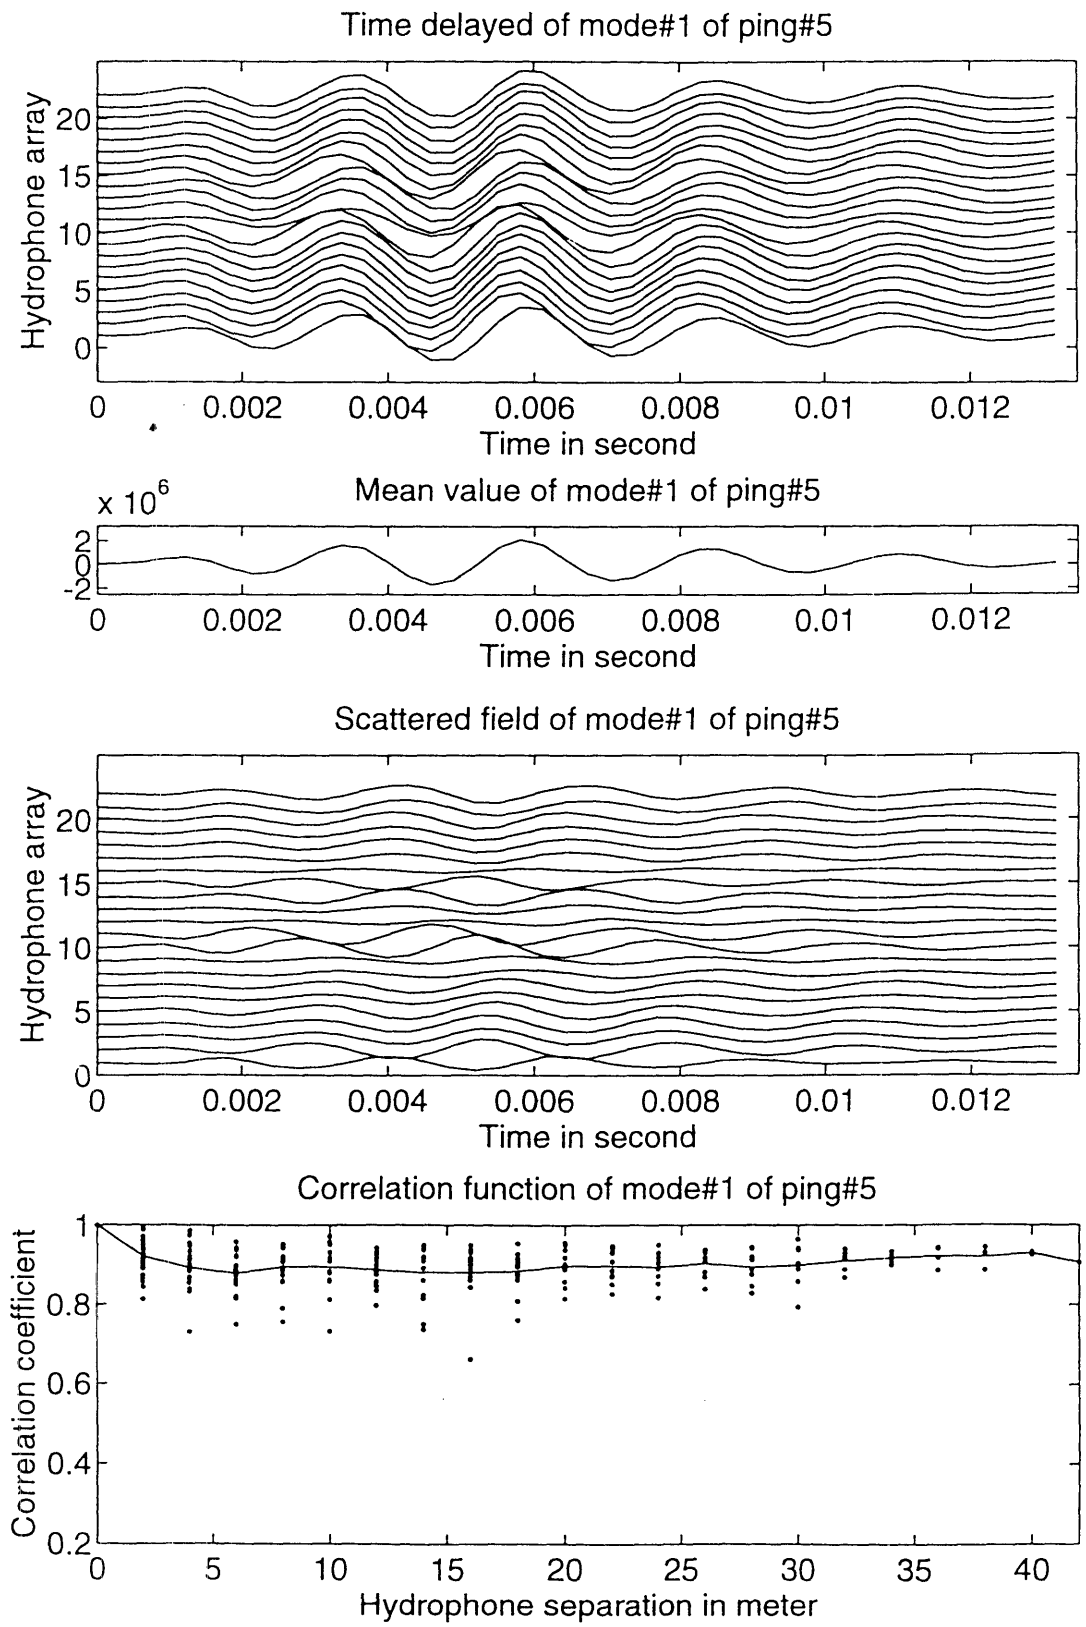 Time delayed of mode#1 of ping#5
Hydrophone array
20
15
10
5
0
0 0.002 0.004 0.006 0.008 0.01 0.012
Time in second
x 10^6
Mean value of mode#1 of ping#5
2
0
-2
0 0.002 0.004 0.006 0.008 0.01 0.012
Time in second
Scattered field of mode#1 of ping#5
Hydrophone array
20
15
10
5
0
0 0.002 0.004 0.006 0.008 0.01 0.012
Time in second
Correlation function of mode#1 of ping#5
Correlation coefficient
1
0.8
0.6
0.4
0.2
0 5 10 15 20 25 30 35 40
Hydrophone separation in meter